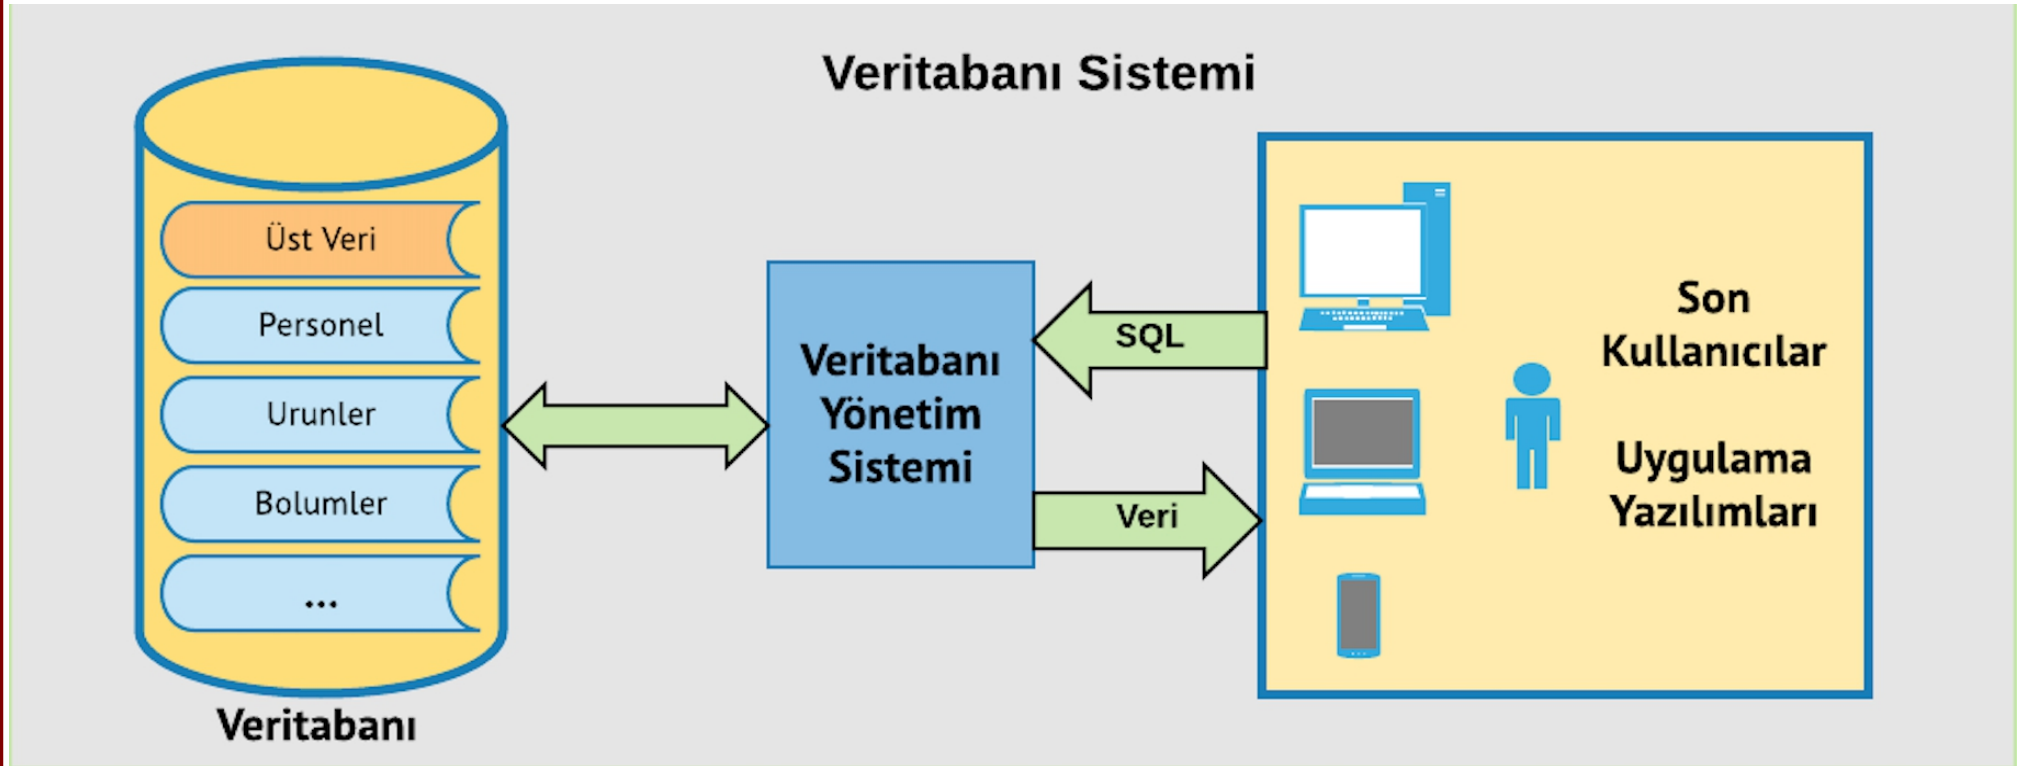 Veritabanı Sistemi
Üst Veri
Personel
Urunler
Bolumler
...
Veritabanı
Veritabanı
Yönetim
Sistemi
SQL
Veri
Son
Kullanıcılar
Uygulama
Yazılımları